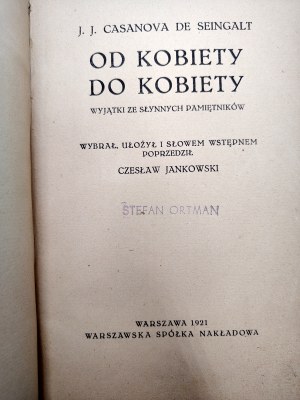 J. J. CASANOVA DE SEINGALT
OD KOBIETY
DO KOBIETY
WYJĄTKI ZE SŁYNNYCH PAMIĘTNIKÓW
WYBRAŁ, UŁOŻYŁ I SŁOWEM WSTĘPNEM
POPRZEDZIŁ
CZESŁAW JANKOWSKI
STEFAN ORTMAN
WARSZAWA 1921
WARSZAWSKA SPÓŁKA NAKŁADOWA